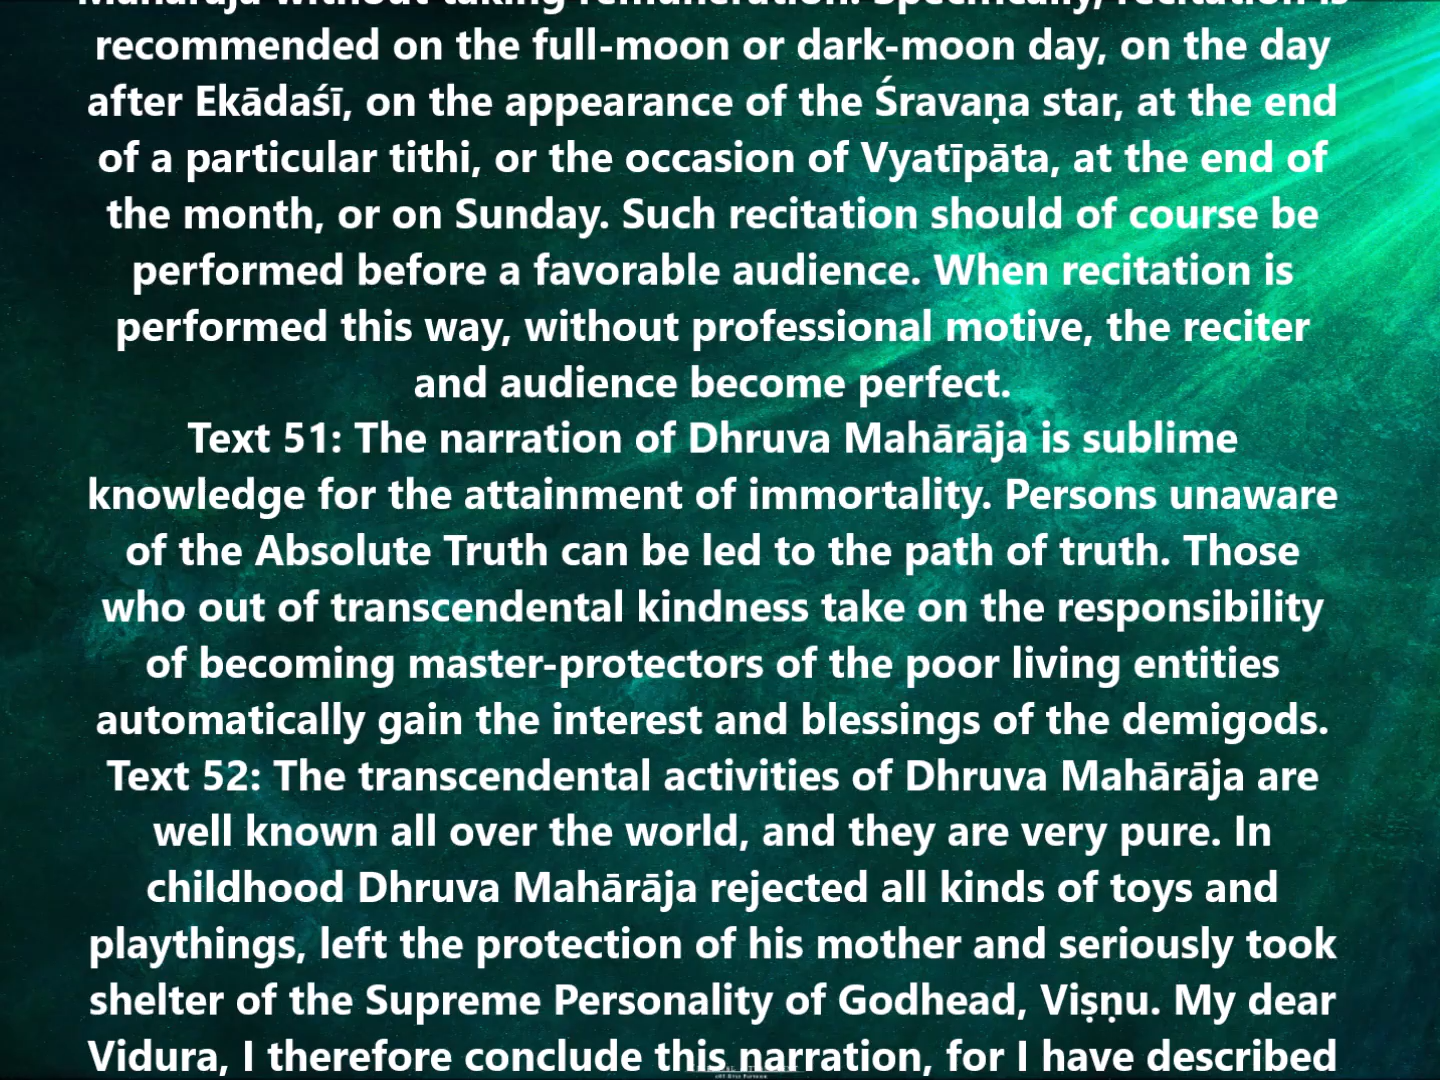 Mahārāja without taking remuneration. Specifically, recitation is
recommended on the full-moon or dark-moon day, on the day
after Ekādaśī, on the appearance of the Śravaṇa star, at the end
of a particular tithi, or the occasion of Vyatīpāta, at the end of
the month, or on Sunday. Such recitation should of course be
performed before a favorable audience. When recitation is
performed this way, without professional motive, the reciter
and audience become perfect.
Text 51: The narration of Dhruva Mahārāja is sublime
knowledge for the attainment of immortality. Persons unaware
of the Absolute Truth can be led to the path of truth. Those
who out of transcendental kindness take on the responsibility
of becoming master-protectors of the poor living entities
automatically gain the interest and blessings of the demigods.
Text 52: The transcendental activities of Dhruva Mahārāja are
well known all over the world, and they are very pure. In
childhood Dhruva Mahārāja rejected all kinds of toys and
playthings, left the protection of his mother and seriously took
shelter of the Supreme Personality of Godhead, Viṣṇu. My dear
Vidura, I therefore conclude this narration, for I have described